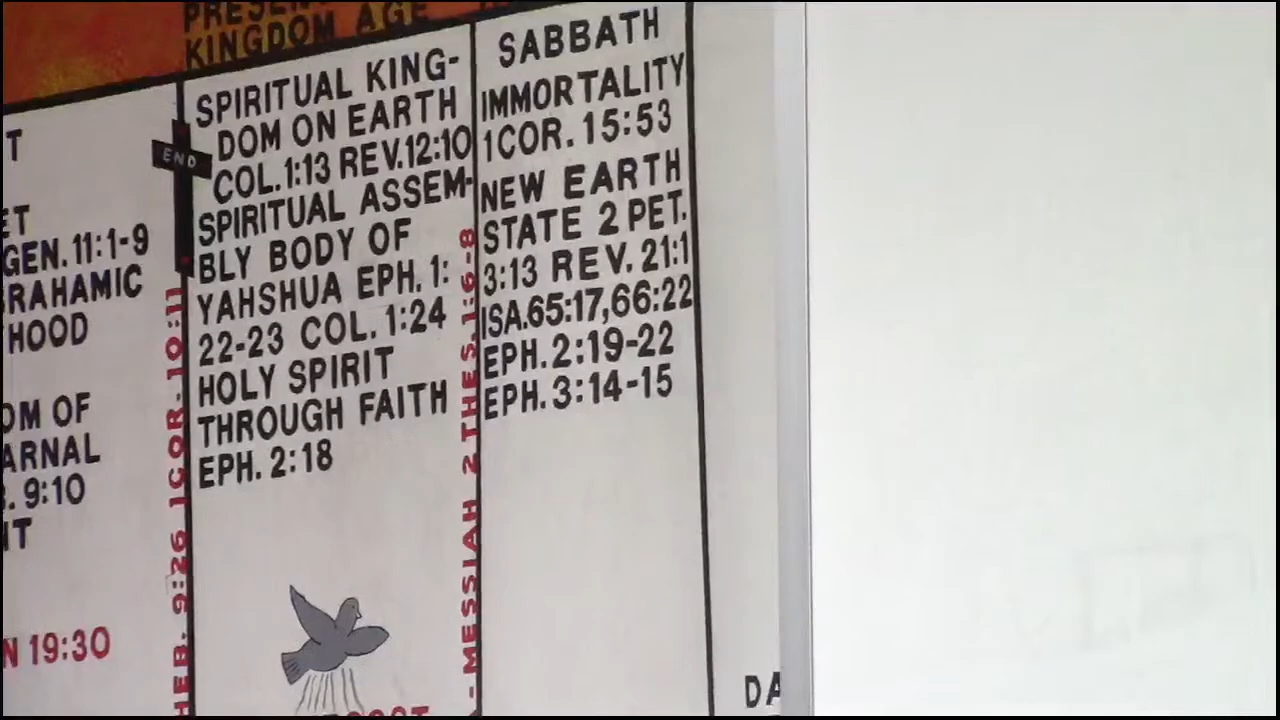 PRESENT
KINGDOM AGE
T
ET
GEN. 11:1-9
RAHAMIC
HOOD
OM OF
ARNAL
. 9:10
NT
N 19:30
END
HEB. 9:26 1COR. 10:11
SPIRITUAL KING-
DOM ON EARTH
COL. 1:13 REV. 12:10
SPIRITUAL ASSEM-
BLY BODY OF
YAHSHUA EPH. 1:
22-23 COL. 1:24
HOLY SPIRIT
THROUGH FAITH
EPH. 2:18
- MESSIAH 2 THES. 1:6-8
SABBATH
IMMORTALITY
1COR. 15:53
NEW EARTH
STATE 2 PET.
3:13 REV. 21:1
ISA.65:17,66:22
EPH. 2:19-22
EPH. 3:14-15
DA